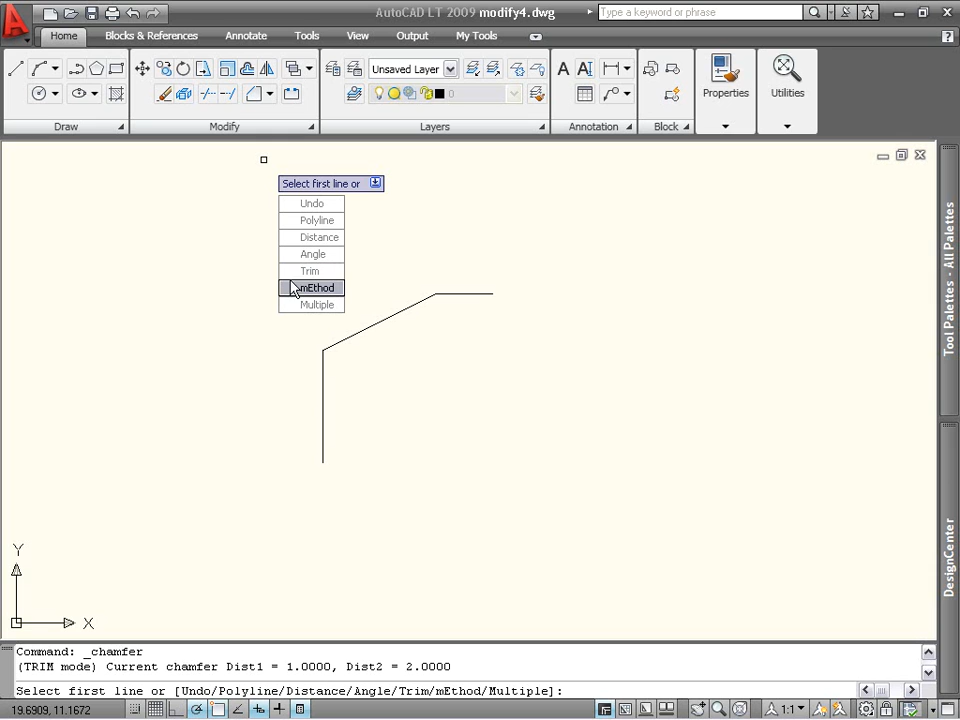 AutoCAD LT 2009 modify4.dwg
Type a keyword or phrase
Home
Blocks & References
Annotate
Tools
View
Output
My Tools
Unsaved Layer
0
Properties
Utilities
Draw
Modify
Layers
Annotation
Block
Select first line or
Undo
Polyline
Distance
Angle
Trim
mEthod
Multiple
Tool Palettes - All Palettes
DesignCenter
Y
X
Command: _chamfer
(TRIM mode) Current chamfer Dist1 = 1.0000, Dist2 = 2.0000
Select first line or [Undo/Polyline/Distance/Angle/Trim/mEthod/Multiple]:
19.6909, 11.1672
1:1